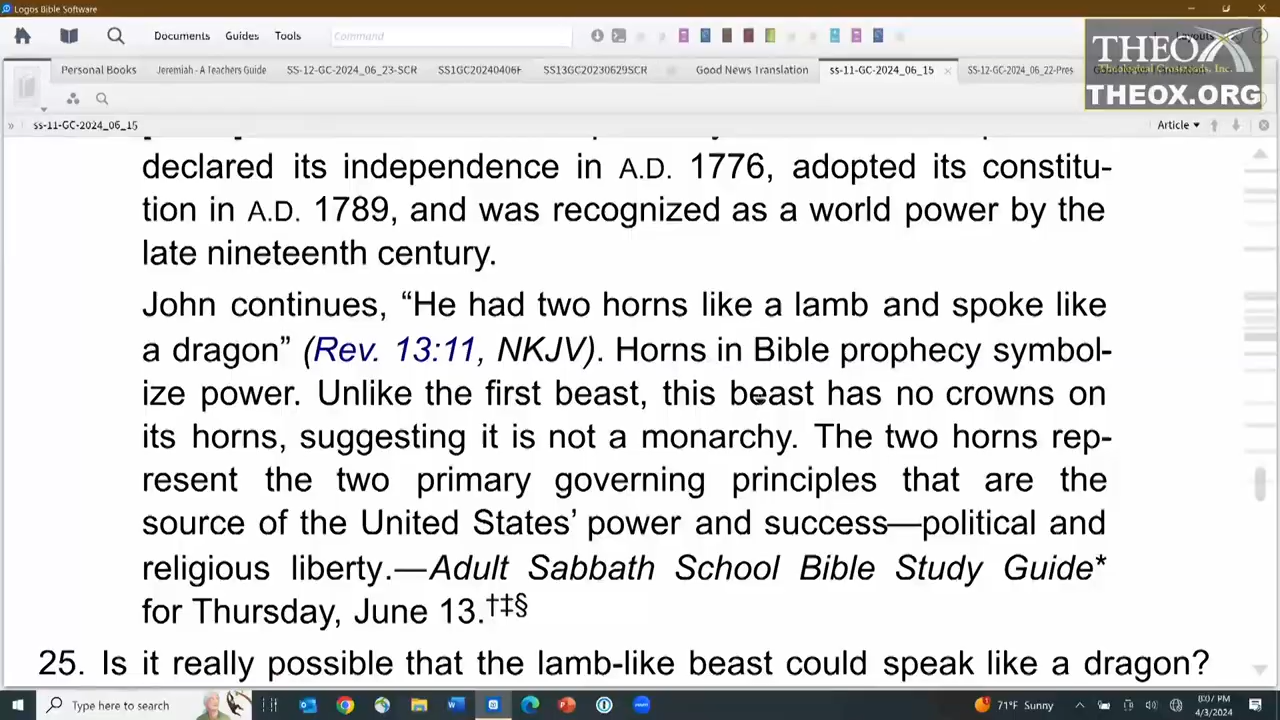 Logos Bible Software
Documents Guides Tools Command Layouts
THEOX
Theological Crossroads, Inc.
THEOX.ORG
Personal Books Jeremiah - A Teachers Guide SS-12-GC-2024_06_23-SCR SS13GC20230629SCR Good News Translation ss-11-GC-2024_06_15 SS-12-GC-2024_06_22-Pres
ss-11-GC-2024_06_15 Article
declared its independence in A.D. 1776, adopted its constitu-
tion in A.D. 1789, and was recognized as a world power by the
late nineteenth century.
John continues, “He had two horns like a lamb and spoke like
a dragon” (Rev. 13:11, NKJV). Horns in Bible prophecy symbol-
ize power. Unlike the first beast, this beast has no crowns on
its horns, suggesting it is not a monarchy. The two horns rep-
resent the two primary governing principles that are the
source of the United States’ power and success—political and
religious liberty.—Adult Sabbath School Bible Study Guide*
for Thursday, June 13.†‡§
25. Is it really possible that the lamb-like beast could speak like a dragon?
Type here to search
71°F Sunny
8:07 PM
4/3/2024